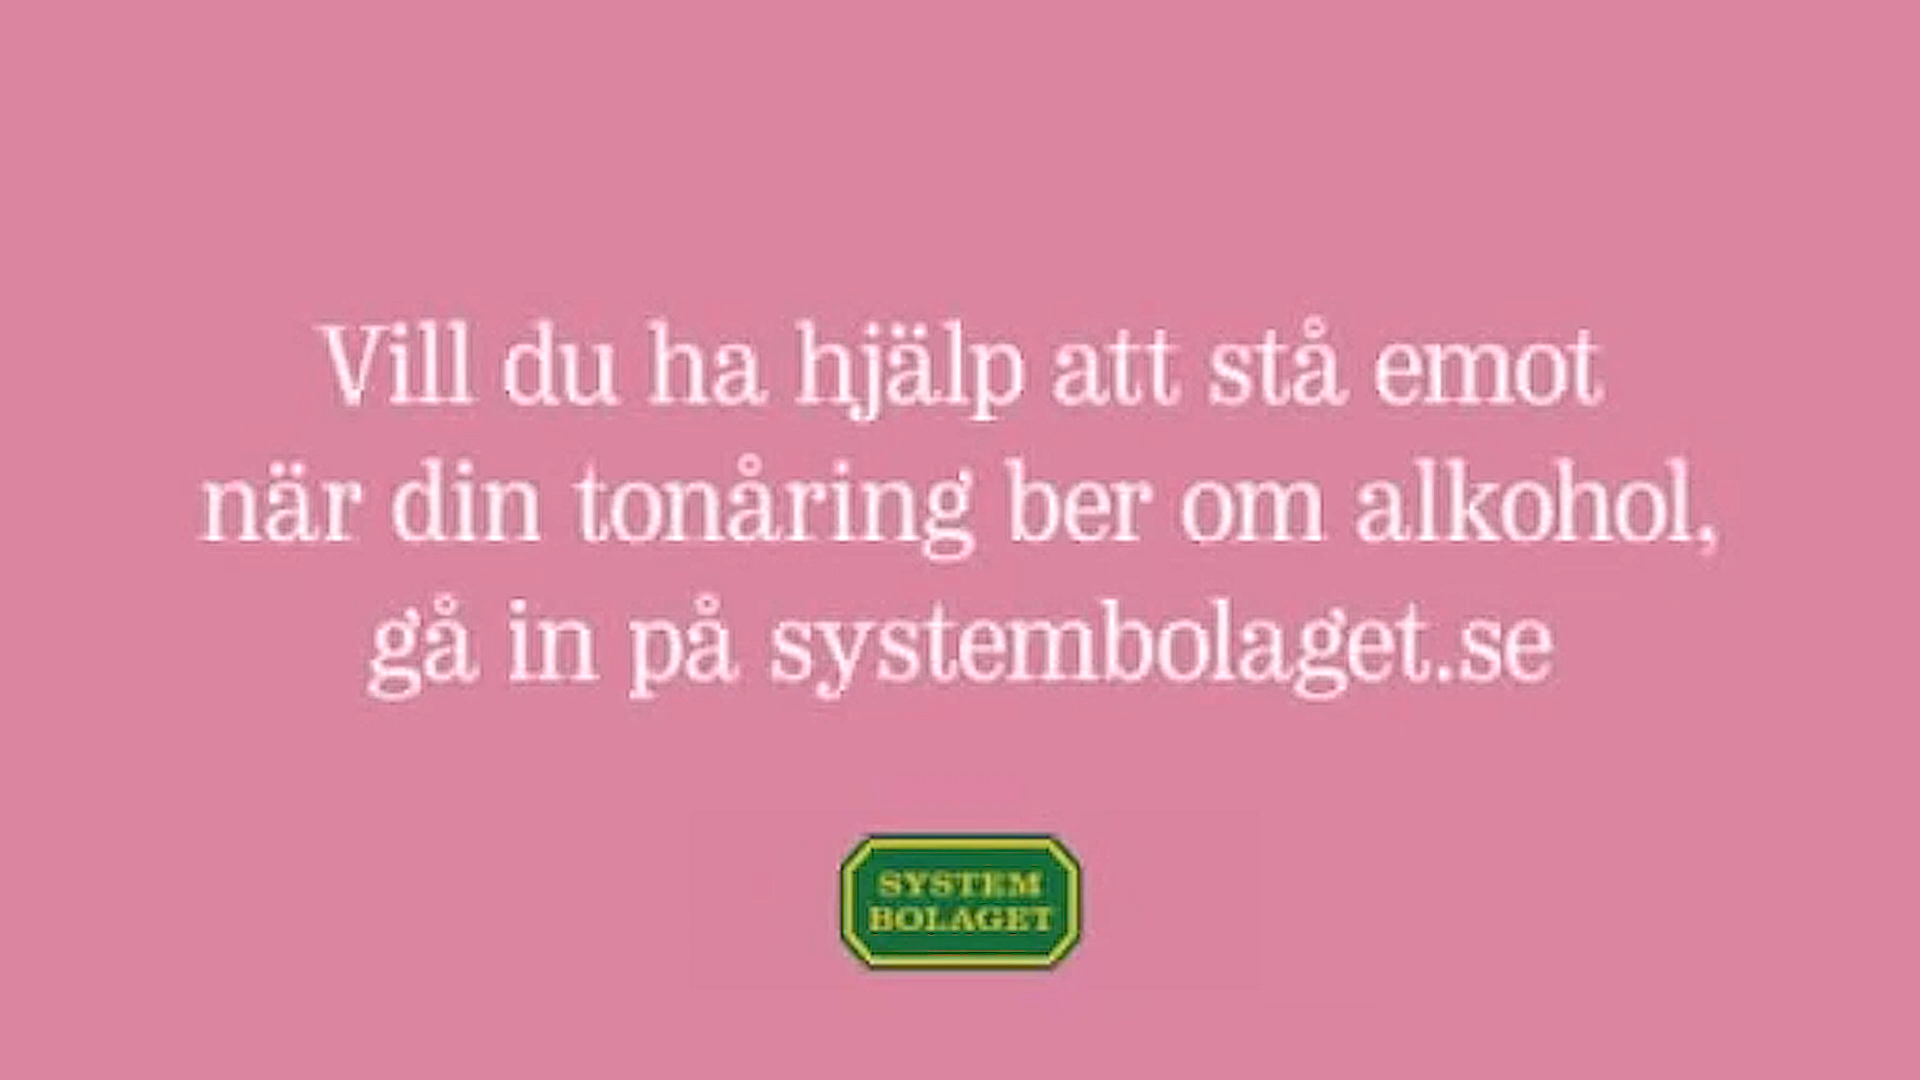 Vill du ha hjälp att stå emot
när din tonåring ber om alkohol,
gå in på systembolaget.se
SYSTEM
BOLAGET